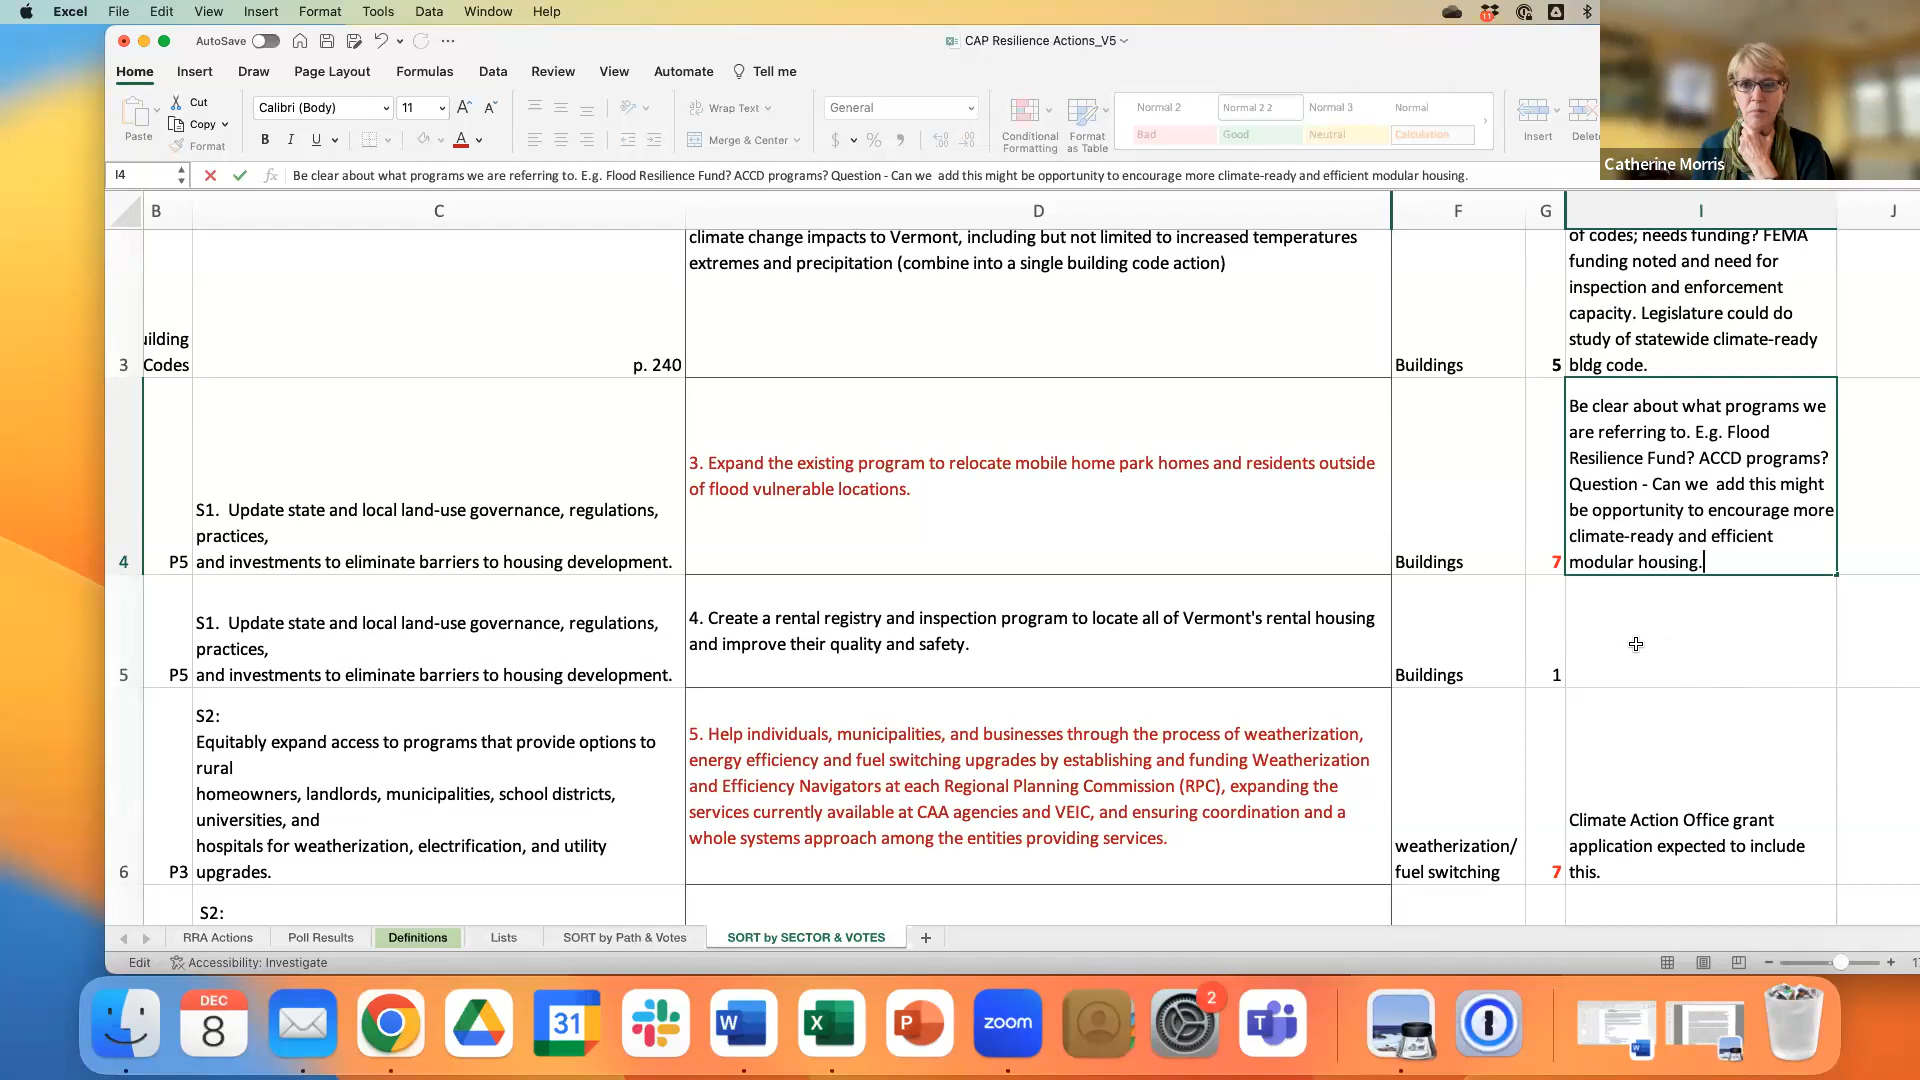 Excel File Edit View Insert Format Tools Data Window Help
11
AutoSave
CAP Resilience Actions_V5
Home Insert Draw Page Layout Formulas Data Review View Automate Tell me
Paste
Cut
Copy
Format
Calibri (Body) 11
B I U
Wrap Text
Merge & Center
General
Conditional Formatting
Format as Table
Normal 2 Normal 2 2 Normal 3 Normal
Bad Good Neutral Calculation
Insert
Catherine Morris
I4 fx Be clear about what programs we are referring to. E.g. Flood Resilience Fund? ACCD programs? Question - Can we  add this might be opportunity to encourage more climate-ready and efficient modular housing.
B C D F G I J
climate change impacts to Vermont, including but not limited to increased temperatures
extremes and precipitation (combine into a single building code action)
of codes; needs funding? FEMA
funding noted and need for
inspection and enforcement
capacity. Legislature could do
study of statewide climate-ready
bldg code.
3
Codes
p. 240
Buildings
5
4
P5
S1.  Update state and local land-use governance, regulations,
practices,
and investments to eliminate barriers to housing development.
3. Expand the existing program to relocate mobile home park homes and residents outside
of flood vulnerable locations.
Buildings
7
Be clear about what programs we
are referring to. E.g. Flood
Resilience Fund? ACCD programs?
Question - Can we  add this might
be opportunity to encourage more
climate-ready and efficient
modular housing.
5
P5
S1.  Update state and local land-use governance, regulations,
practices,
and investments to eliminate barriers to housing development.
4. Create a rental registry and inspection program to locate all of Vermont's rental housing
and improve their quality and safety.
Buildings
1
6
P3
S2:
Equitably expand access to programs that provide options to
rural
homeowners, landlords, municipalities, school districts,
universities, and
hospitals for weatherization, electrification, and utility
upgrades.
5. Help individuals, municipalities, and businesses through the process of weatherization,
energy efficiency and fuel switching upgrades by establishing and funding Weatherization
and Efficiency Navigators at each Regional Planning Commission (RPC), expanding the
services currently available at CAA agencies and VEIC, and ensuring coordination and a
whole systems approach among the entities providing services.
weatherization/
fuel switching
7
Climate Action Office grant
application expected to include
this.
S2:
RRA Actions Poll Results Definitions Lists SORT by Path & Votes SORT by SECTOR & VOTES +
Edit Accessibility: Investigate
DEC
8
31
W
X
P
zoom
2
T
W